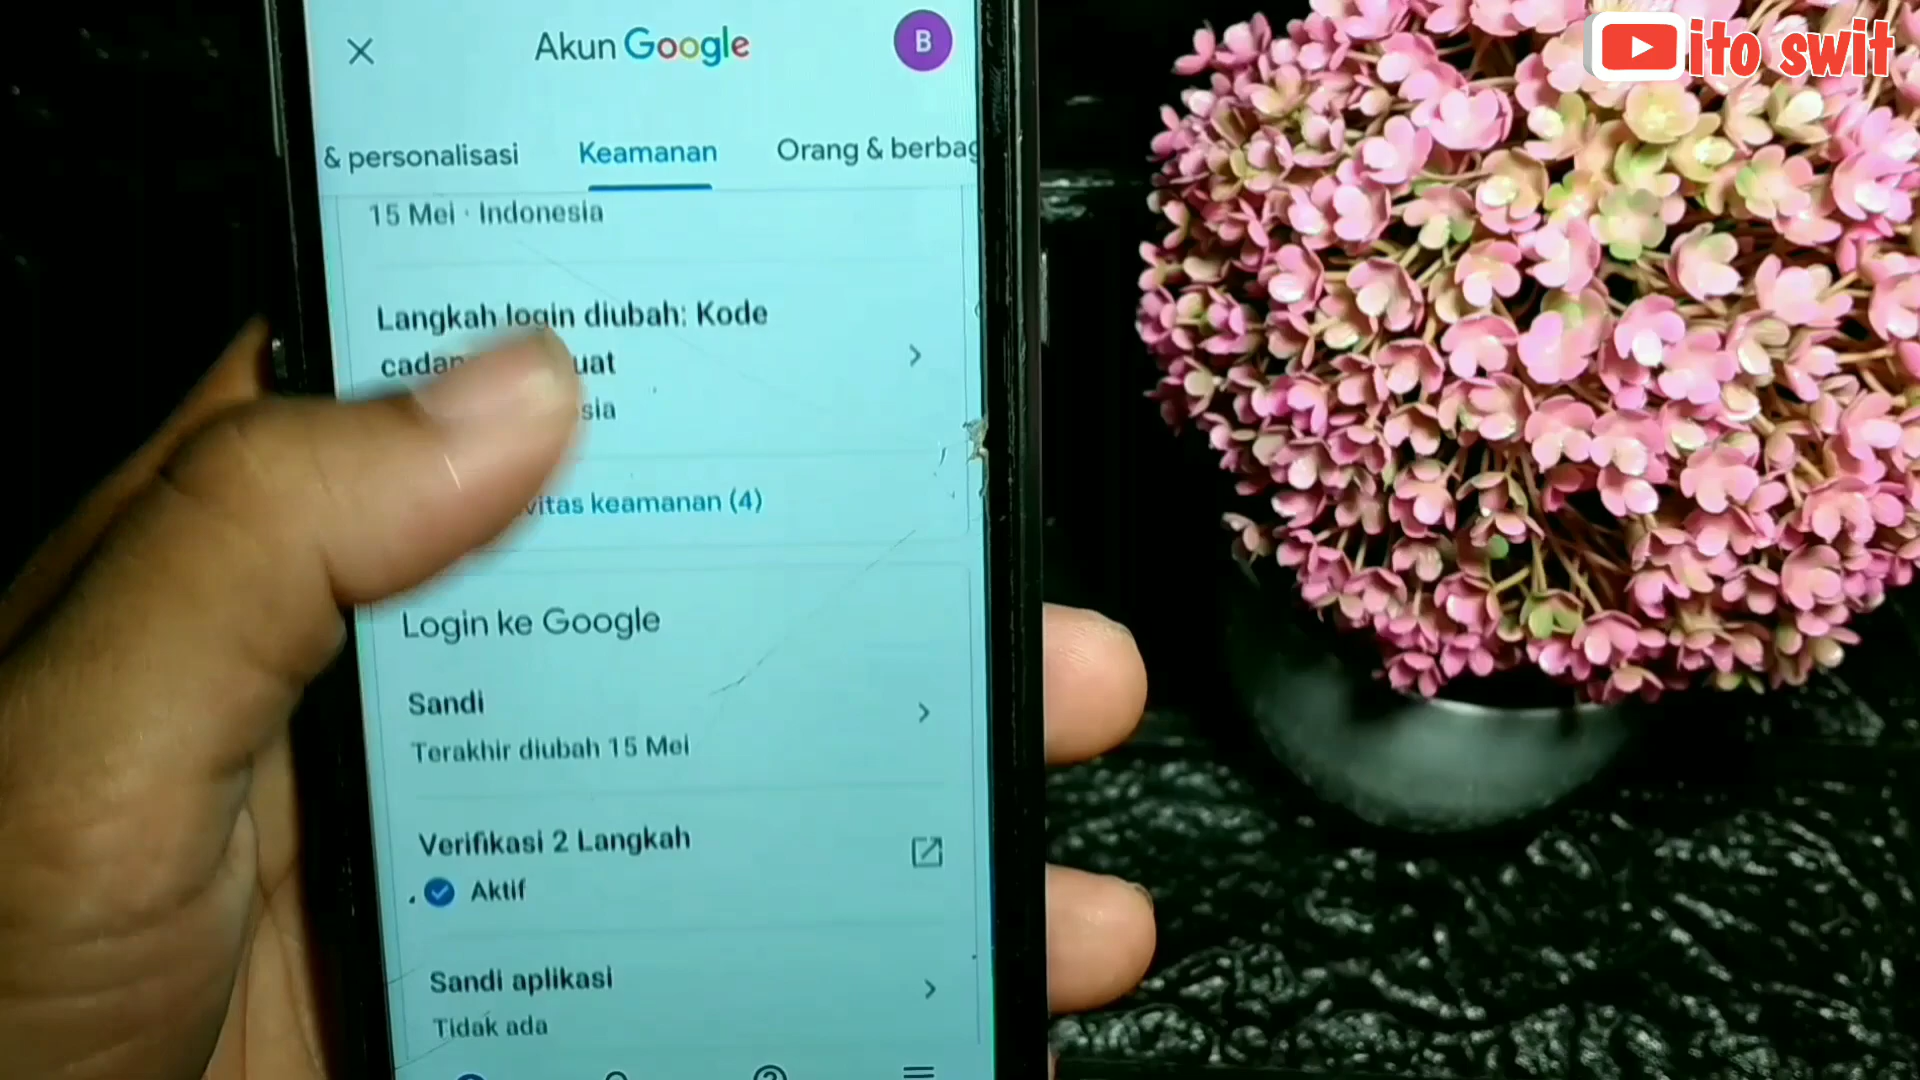 ito swit
Akun Google
B
& personalisasi
Keamanan
Orang & berbag
15 Mei · Indonesia
Langkah login diubah: Kode
cadan uat
sia
vitas keamanan (4)
Login ke Google
Sandi
Terakhir diubah 15 Mei
Verifikasi 2 Langkah
Aktif
Sandi aplikasi
Tidak ada